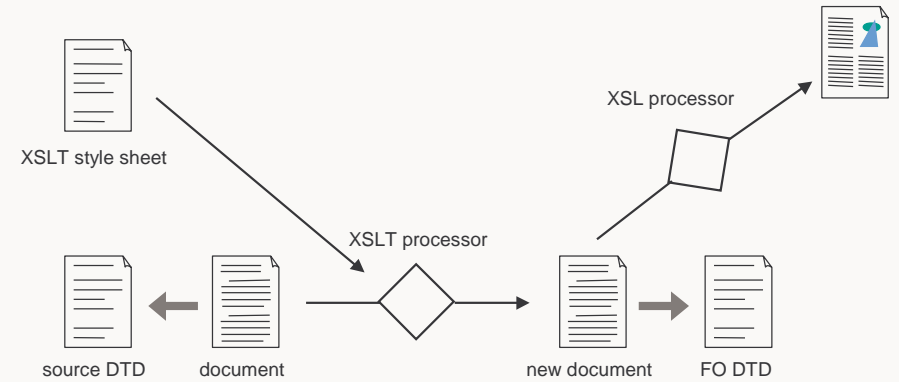 XSL processor
XSLT style sheet
XSLT processor
source DTD
document
new document
FO DTD